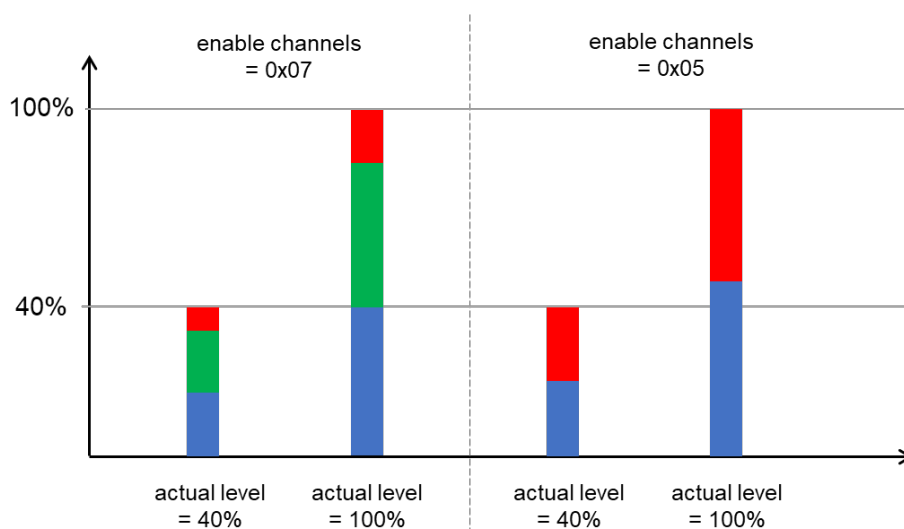 enable channels
= 0x07
enable channels
= 0x05
100%
40%
actual level
= 40%
actual level
= 100%
actual level
= 40%
actual level
= 100%